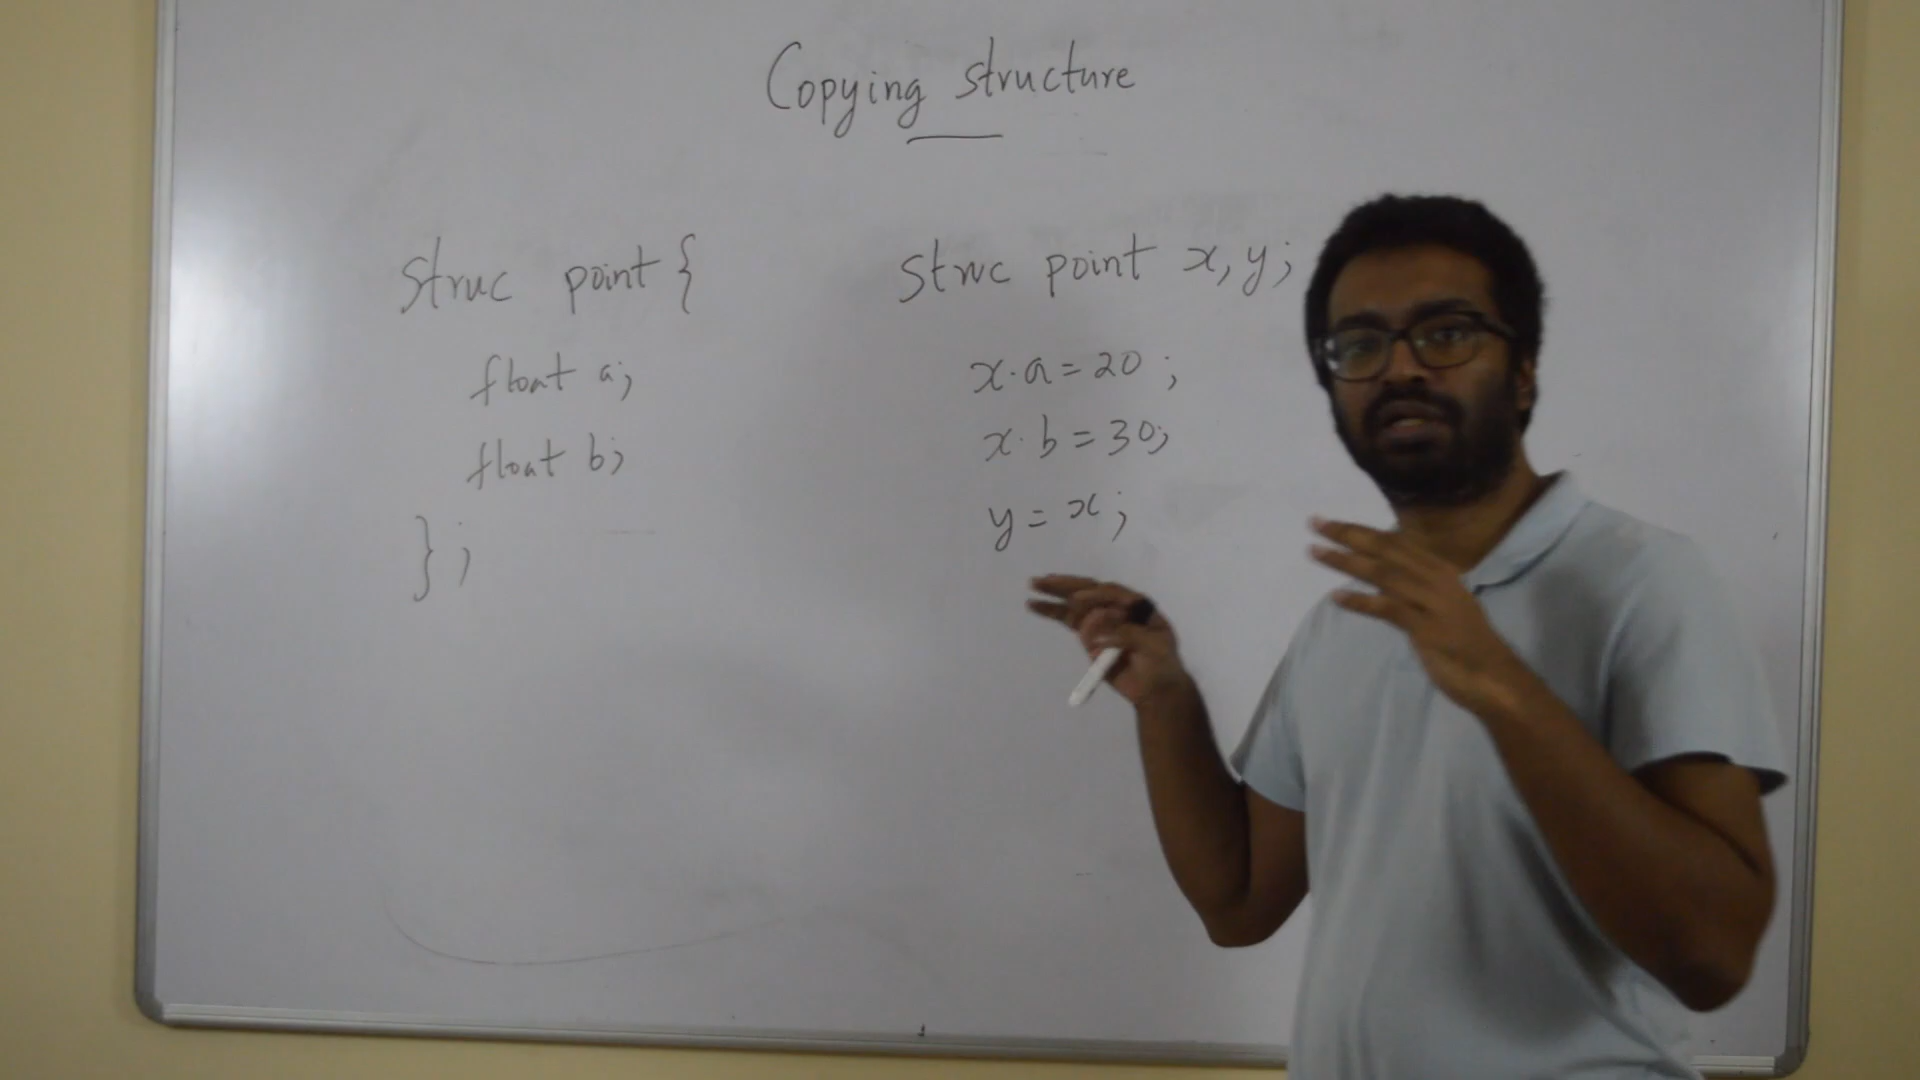 Copying structure
Struc point {
float a;
float b;
};
Struc point x, y;
x.a = 20;
x.b = 30;
y = x;